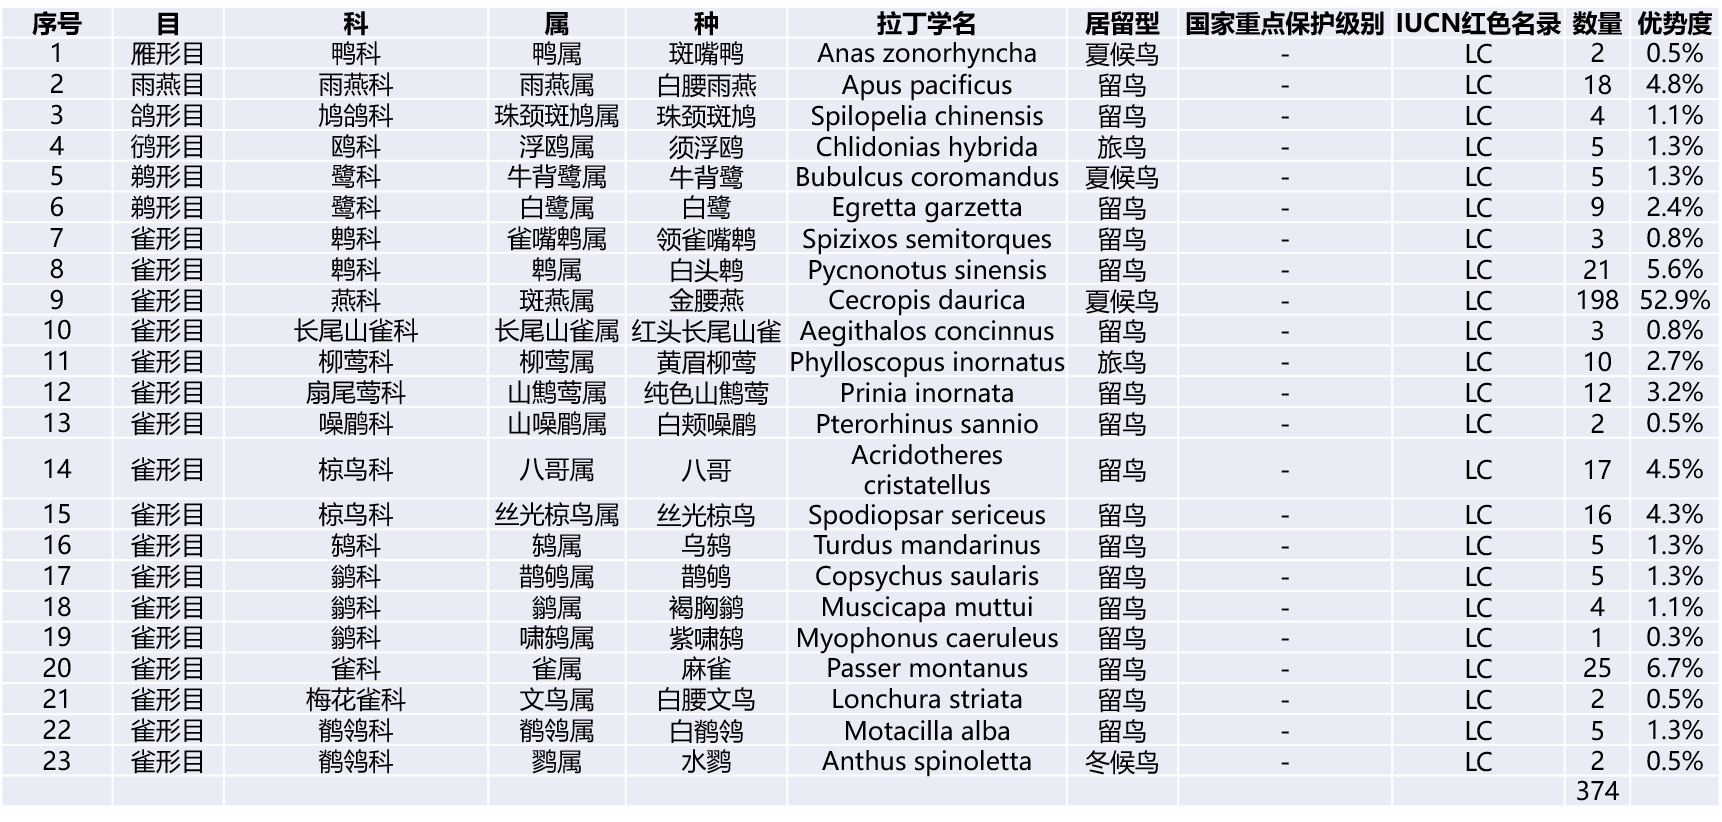 序号 目 科 属 种 拉丁学名 居留型 国家重点保护级别 IUCN红色名录 数量 优势度
1 雁形目 鸭科 鸭属 斑嘴鸭 Anas zonorhyncha 夏候鸟 - LC 2 0.5%
2 雨燕目 雨燕科 雨燕属 白腰雨燕 Apus pacificus 留鸟 - LC 18 4.8%
3 鸽形目 鸠鸽科 珠颈斑鸠属 珠颈斑鸠 Spilopelia chinensis 留鸟 - LC 4 1.1%
4 鸻形目 鸥科 浮鸥属 须浮鸥 Chlidonias hybrida 旅鸟 - LC 5 1.3%
5 鹈形目 鹭科 牛背鹭属 牛背鹭 Bubulcus coromandus 夏候鸟 - LC 5 1.3%
6 鹈形目 鹭科 白鹭属 白鹭 Egretta garzetta 留鸟 - LC 9 2.4%
7 雀形目 鹎科 雀嘴鹎属 领雀嘴鹎 Spizixos semitorques 留鸟 - LC 3 0.8%
8 雀形目 鹎科 鹎属 白头鹎 Pycnonotus sinensis 留鸟 - LC 21 5.6%
9 雀形目 燕科 斑燕属 金腰燕 Cecropis daurica 夏候鸟 - LC 198 52.9%
10 雀形目 长尾山雀科 长尾山雀属 红头长尾山雀 Aegithalos concinnus 留鸟 - LC 3 0.8%
11 雀形目 柳莺科 柳莺属 黄眉柳莺 Phylloscopus inornatus 旅鸟 - LC 10 2.7%
12 雀形目 扇尾莺科 山鹪莺属 纯色山鹪莺 Prinia inornata 留鸟 - LC 12 3.2%
13 雀形目 噪鹛科 山噪鹛属 白颊噪鹛 Pterorhinus sannio 留鸟 - LC 2 0.5%
14 雀形目 椋鸟科 八哥属 八哥 Acridotheres
cristatellus 留鸟 - LC 17 4.5%
15 雀形目 椋鸟科 丝光椋鸟属 丝光椋鸟 Spodiopsar sericeus 留鸟 - LC 16 4.3%
16 雀形目 鸫科 鸫属 乌鸫 Turdus mandarinus 留鸟 - LC 5 1.3%
17 雀形目 鹟科 鹊鸲属 鹊鸲 Copsychus saularis 留鸟 - LC 5 1.3%
18 雀形目 鹟科 鹟属 褐胸鹟 Muscicapa muttui 留鸟 - LC 4 1.1%
19 雀形目 鹟科 啸鸫属 紫啸鸫 Myophonus caeruleus 留鸟 - LC 1 0.3%
20 雀形目 雀科 雀属 麻雀 Passer montanus 留鸟 - LC 25 6.7%
21 雀形目 梅花雀科 文鸟属 白腰文鸟 Lonchura striata 留鸟 - LC 2 0.5%
22 雀形目 鹡鸰科 鹡鸰属 白鹡鸰 Motacilla alba 留鸟 - LC 5 1.3%
23 雀形目 鹡鸰科 鹨属 水鹨 Anthus spinoletta 冬候鸟 - LC 2 0.5%
374